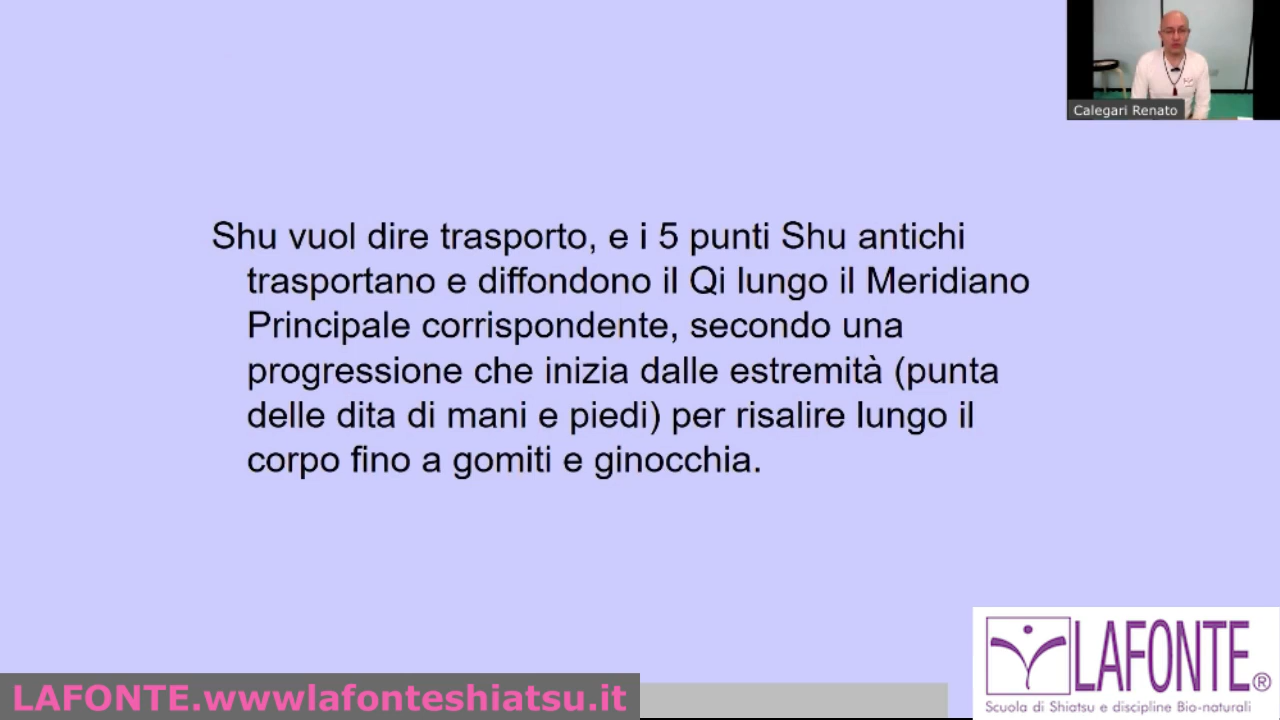 Calegari Renato
Shu vuol dire trasporto, e i 5 punti Shu antichi
trasportano e diffondono il Qi lungo il Meridiano
Principale corrispondente, secondo una
progressione che inizia dalle estremità (punta
delle dita di mani e piedi) per risalire lungo il
corpo fino a gomiti e ginocchia.
LAFONTE®
Scuola di Shiatsu e discipline Bio-naturali
LAFONTE.wwwlafonteshiatsu.it